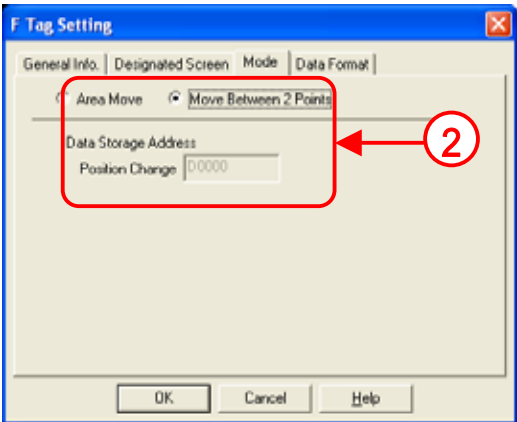 F Tag Setting
General Info. Designated Screen Mode Data Format
Area Move Move Between 2 Points
2
Data Storage Address
Position Change D0000
OK Cancel Help